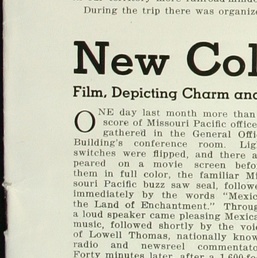 During the trip there was organiz
New Col
Film, Depicting Charm and
ONE day last month more than
score of Missouri Pacific office
gathered in the General Offi
Building's conference room. Lig
switches were flipped, and there a
peared on a movie screen befo
them in full color, the familiar Mi
souri Pacific buzz saw seal, followe
immediately by the words "Mexic
the Land of Enchantment." Throug
a loud speaker came pleasing Mexica
music, followed shortly by the voic
of Lowell Thomas, nationally know
radio and newsreel commentato
Forty minutes later, after a 1,600-fo